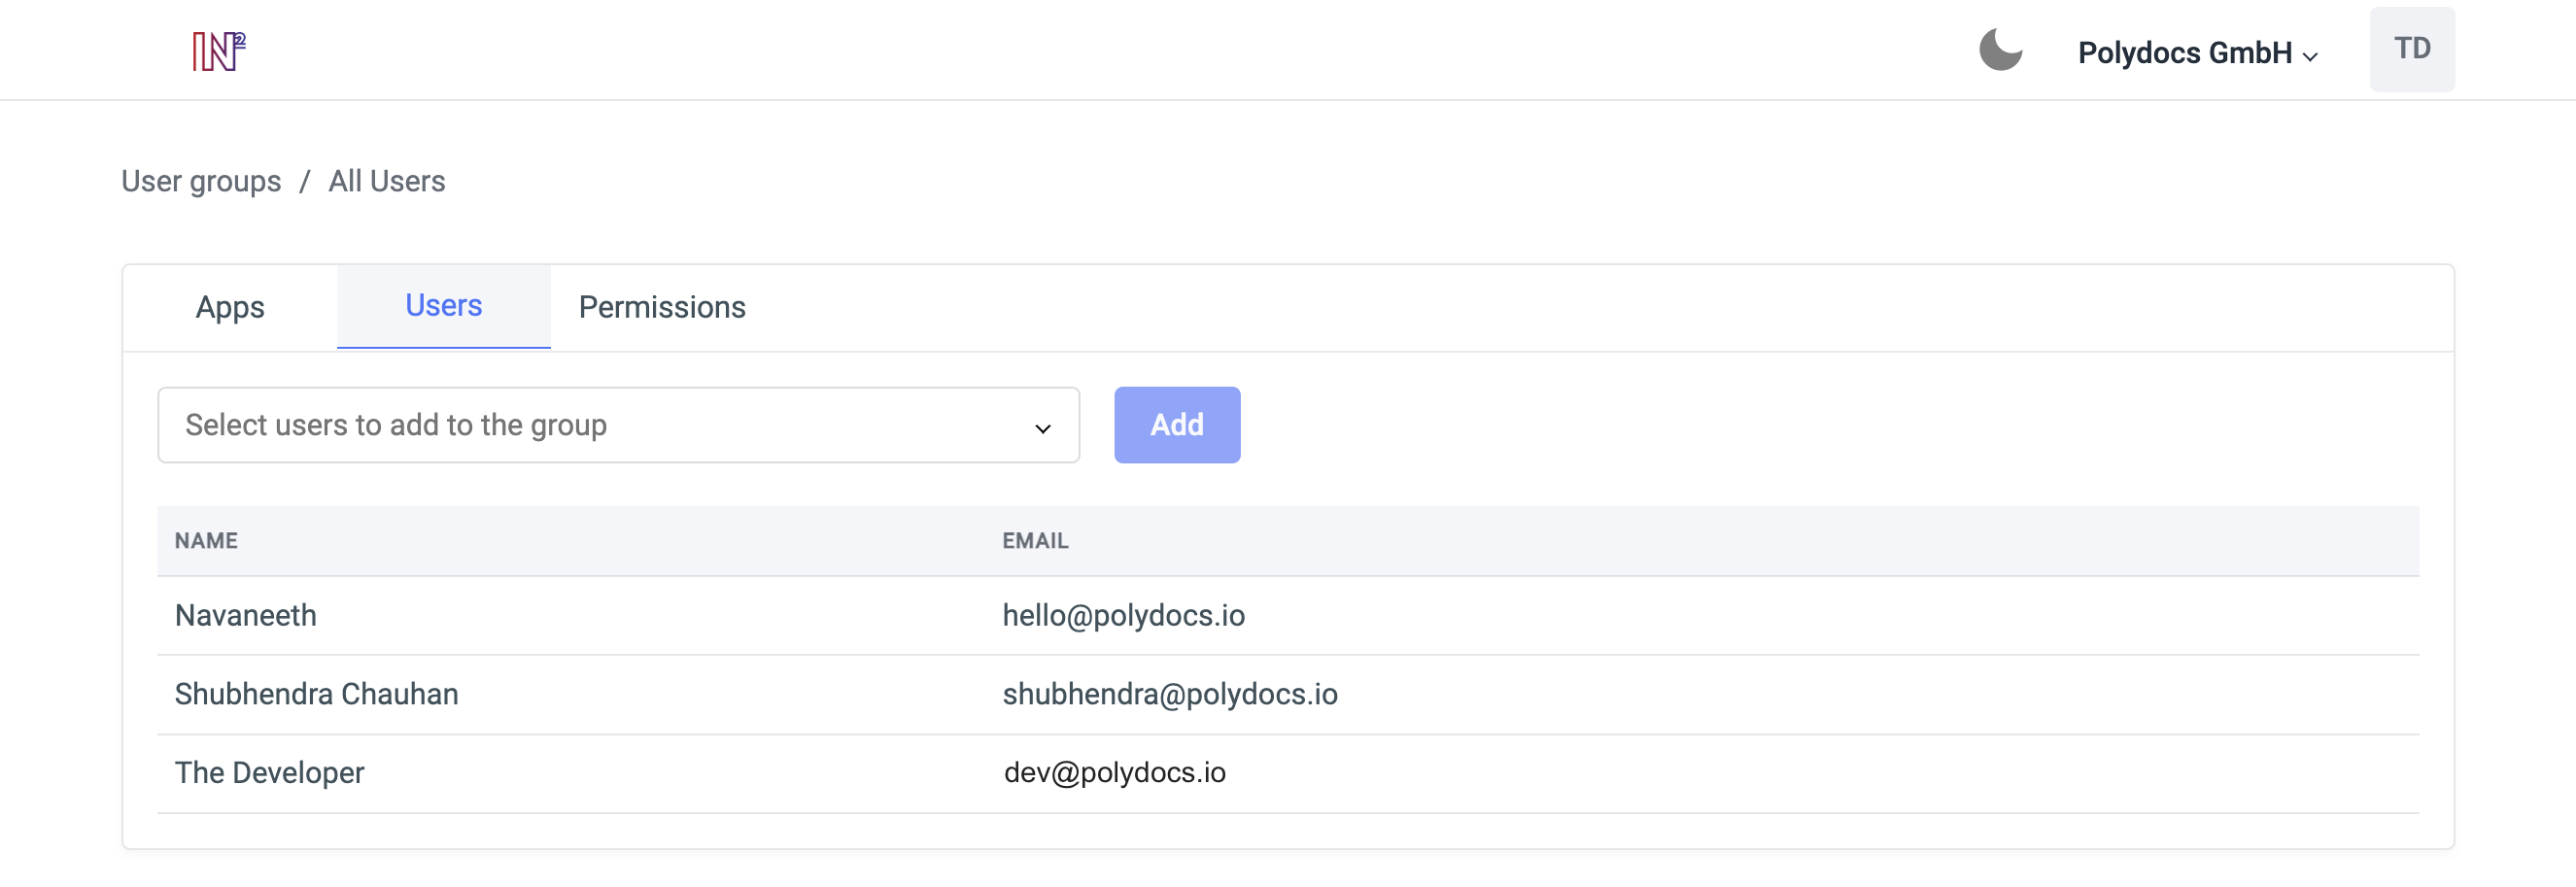 IN²
Polydocs GmbH
TD
User groups / All Users
Apps Users Permissions
Select users to add to the group
Add
NAME EMAIL
Navaneeth hello@polydocs.io
Shubhendra Chauhan shubhendra@polydocs.io
The Developer dev@polydocs.io